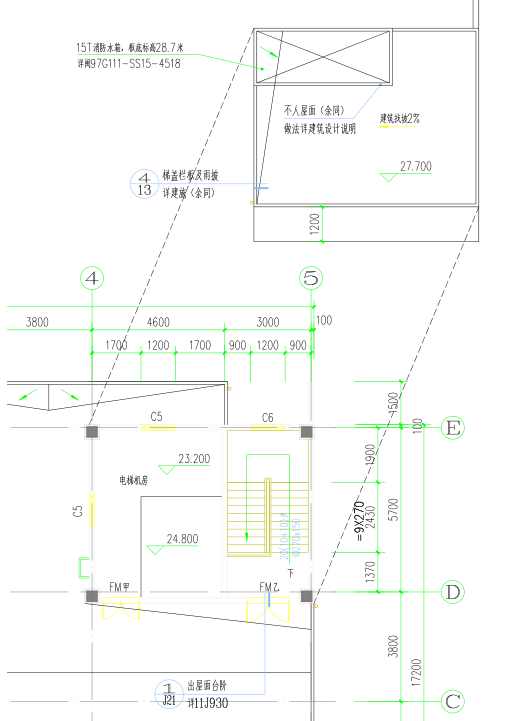 15T消防水箱，板底标高28.7米
详闽97G111-SS15-4518
不人屋面（余同）
做法详建筑设计说明
建筑找坡2%
27.700
4
13
梯盖栏板及雨披
详建施（余同）
1200
4
5
3800
4600
3000
100
1700
1200
1700
900
1200
900
1500
100
C5
C6
E
23.200
1900
电梯机房
C5
24.800
=9X270
2430
5700
1370
下
FM甲
FM乙
D
3800
17200
1
J21
出屋面台阶
详11J930
C